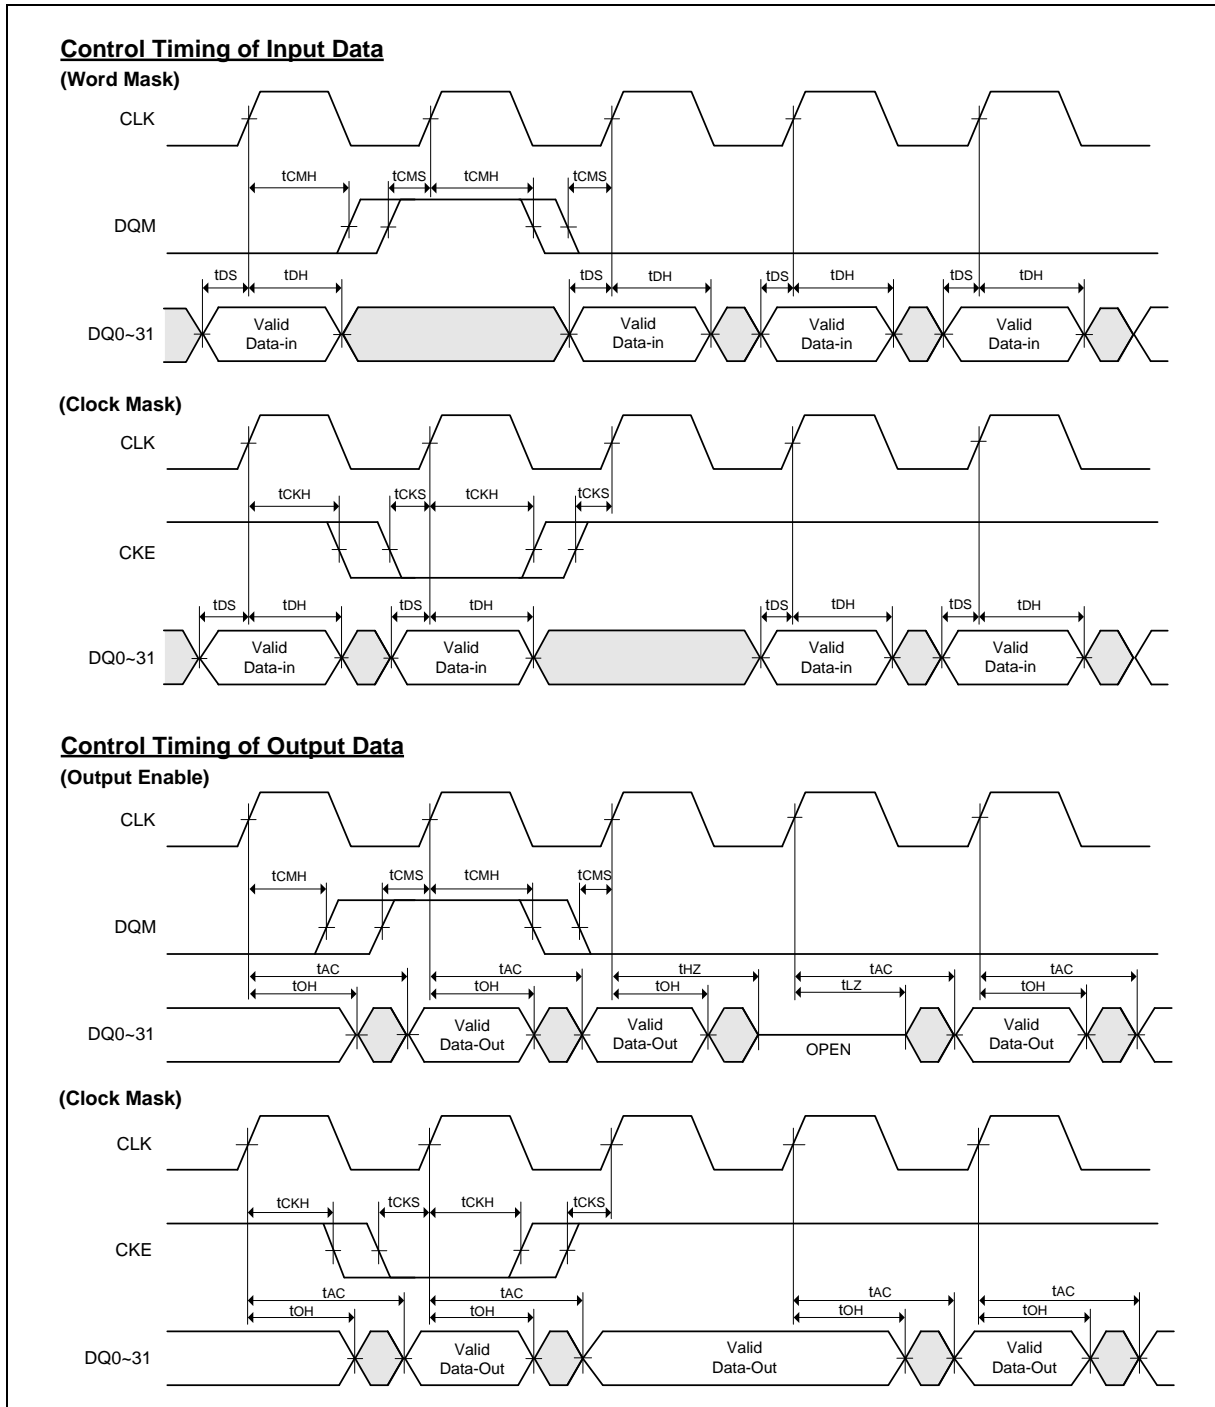 Control Timing of Input Data
(Word Mask)
CLK
tCMH tCMS tCMH tCMS
DQM
tDS tDH tDS tDH tDS tDH tDS tDH
DQ0~31
Valid Data-in
Valid Data-in
Valid Data-in
Valid Data-in
(Clock Mask)
CLK
tCKH tCKS tCKH tCKS
CKE
tDS tDH tDS tDH tDS tDH tDS tDH
DQ0~31
Valid Data-in
Valid Data-in
Valid Data-in
Valid Data-in
Control Timing of Output Data
(Output Enable)
CLK
tCMH tCMS tCMH tCMS
DQM
tAC tAC tHZ tAC tAC
tOH tOH tOH tLZ tOH
DQ0~31
Valid Data-Out
Valid Data-Out
OPEN
Valid Data-Out
(Clock Mask)
CLK
tCKH tCKS tCKH tCKS
CKE
tAC tAC tAC tAC
tOH tOH tOH tOH
DQ0~31
Valid Data-Out
Valid Data-Out
Valid Data-Out